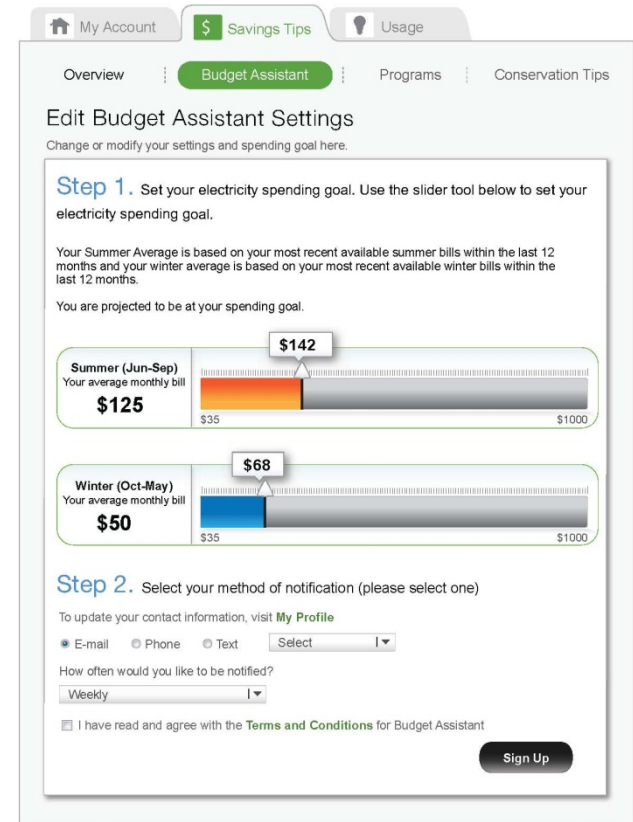 My Account
$ Savings Tips
Usage
Overview
Budget Assistant
Programs
Conservation Tips
Edit Budget Assistant Settings
Change or modify your settings and spending goal here.
Step 1. Set your electricity spending goal. Use the slider tool below to set your
electricity spending goal.
Your Summer Average is based on your most recent available summer bills within the last 12
months and your winter average is based on your most recent available winter bills within the
last 12 months.
You are projected to be at your spending goal.
$142
Summer (Jun-Sep)
Your average monthly bill
$125
$35
$1000
$68
Winter (Oct-May)
Your average monthly bill
$50
$35
$1000
Step 2. Select your method of notification (please select one)
To update your contact information, visit My Profile
E-mail
Phone
Text
Select
How often would you like to be notified?
Weekly
I have read and agree with the Terms and Conditions for Budget Assistant
Sign Up